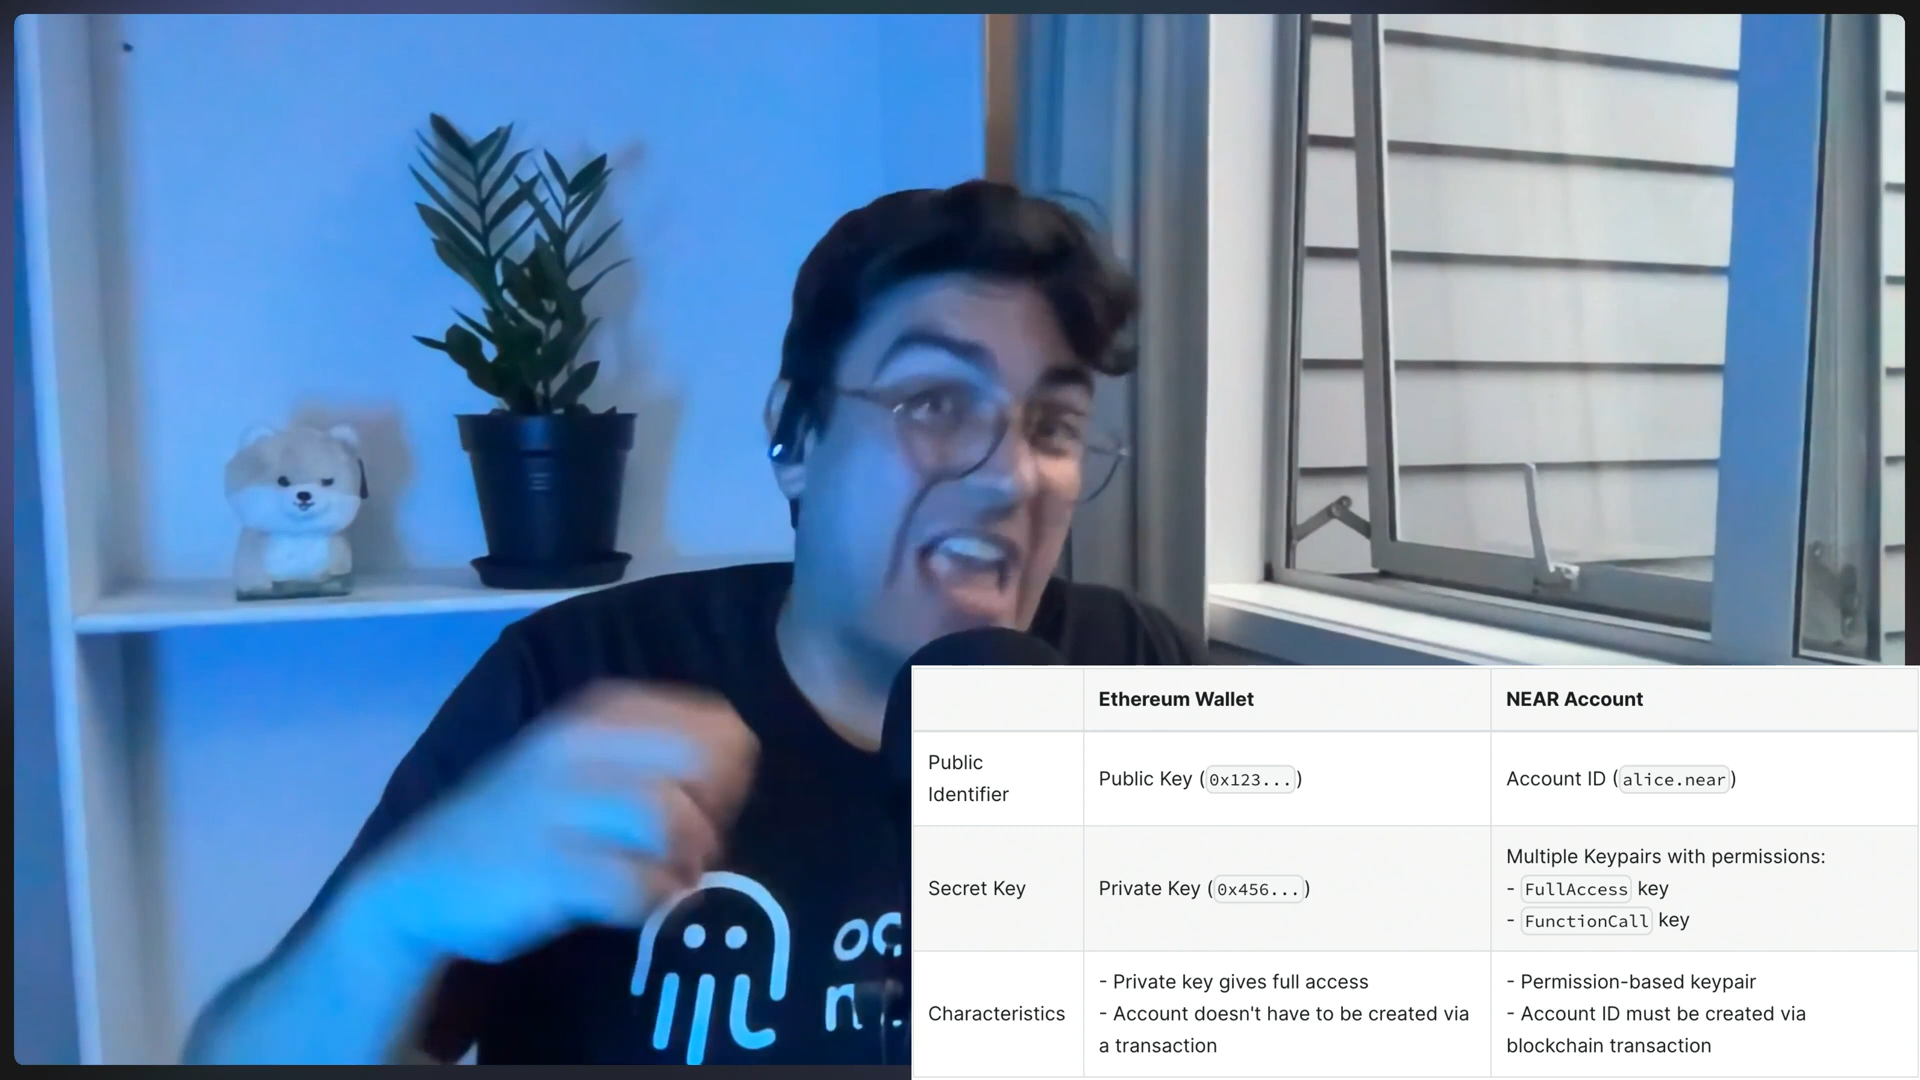 Ethereum Wallet
NEAR Account
Public
Identifier
Public Key (0x123...)
Account ID (alice.near)
Secret Key
Private Key (0x456...)
Multiple Keypairs with permissions:
- FullAccess key
- FunctionCall key
Characteristics
- Private key gives full access
- Account doesn't have to be created via
a transaction
- Permission-based keypair
- Account ID must be created via
blockchain transaction